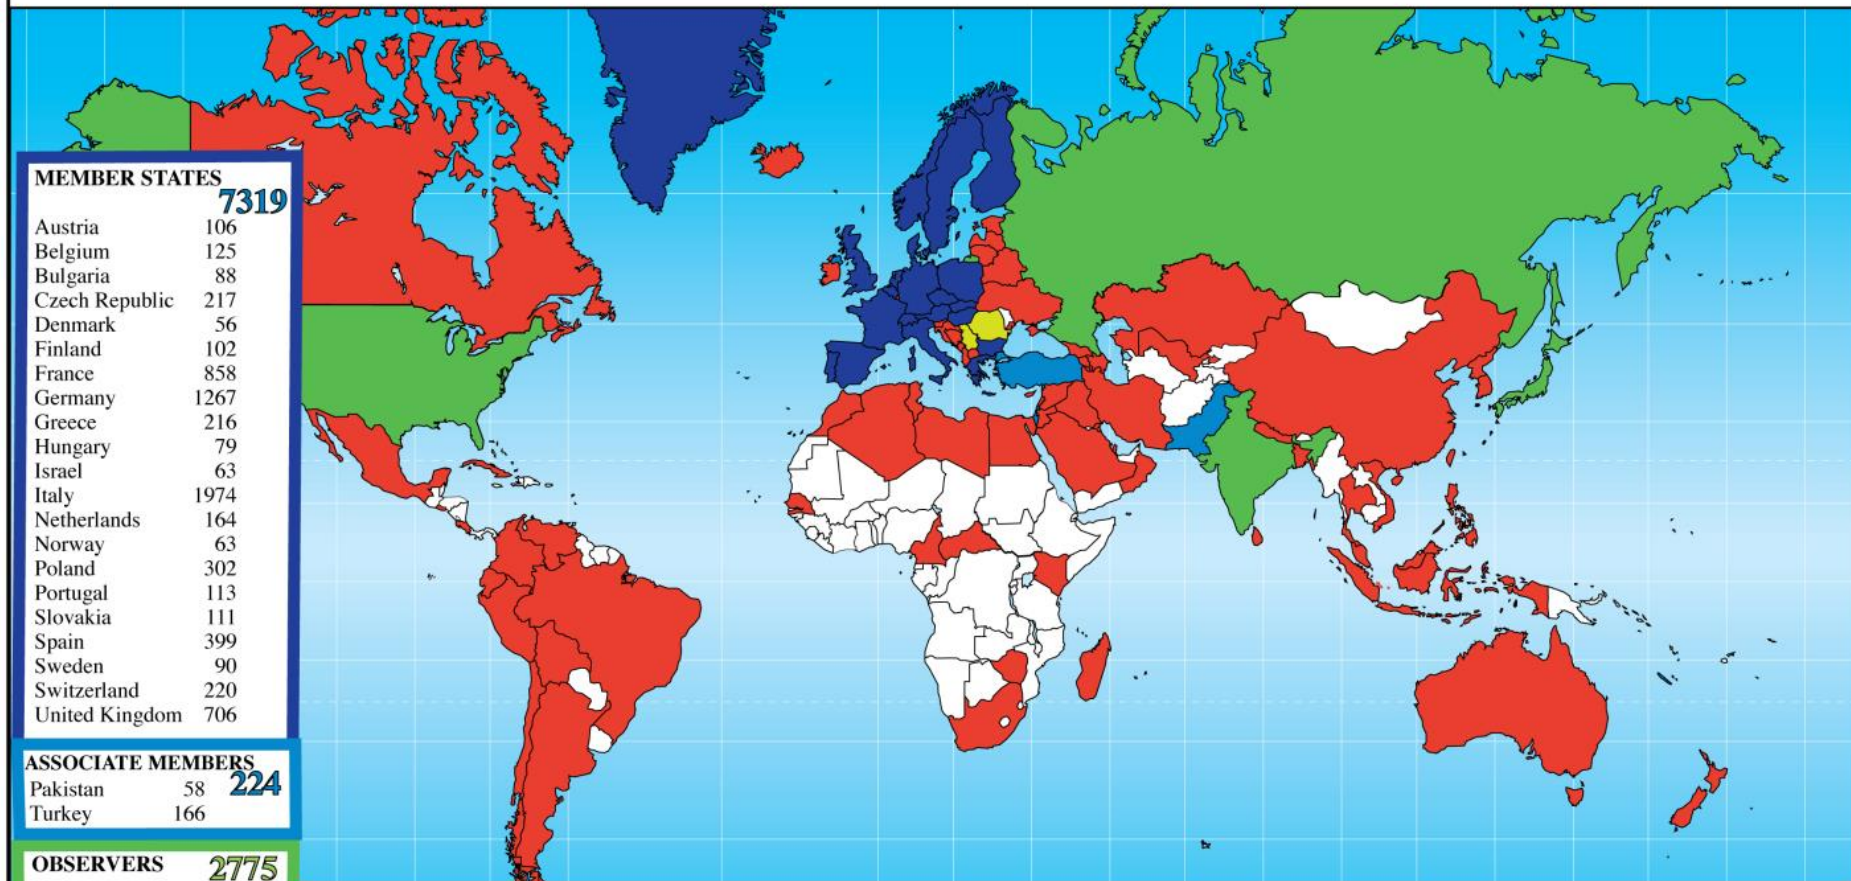 MEMBER STATES
7319
Austria 106
Belgium 125
Bulgaria 88
Czech Republic 217
Denmark 56
Finland 102
France 858
Germany 1267
Greece 216
Hungary 79
Israel 63
Italy 1974
Netherlands 164
Norway 63
Poland 302
Portugal 113
Slovakia 111
Spain 399
Sweden 90
Switzerland 220
United Kingdom 706
ASSOCIATE MEMBERS
224
Pakistan 58
Turkey 166
OBSERVERS 2775